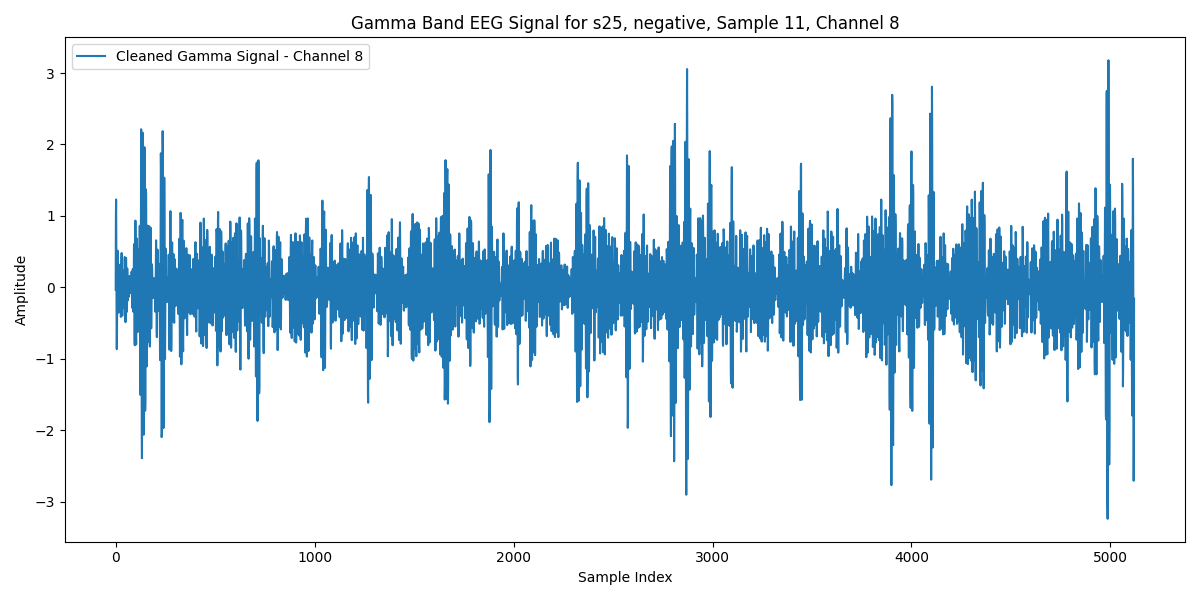 Gamma Band EEG Signal for s25, negative, Sample 11, Channel 8
Cleaned Gamma Signal - Channel 8
Amplitude
3
2
1
0
−1
−2
−3
0 1000 2000 3000 4000 5000
Sample Index